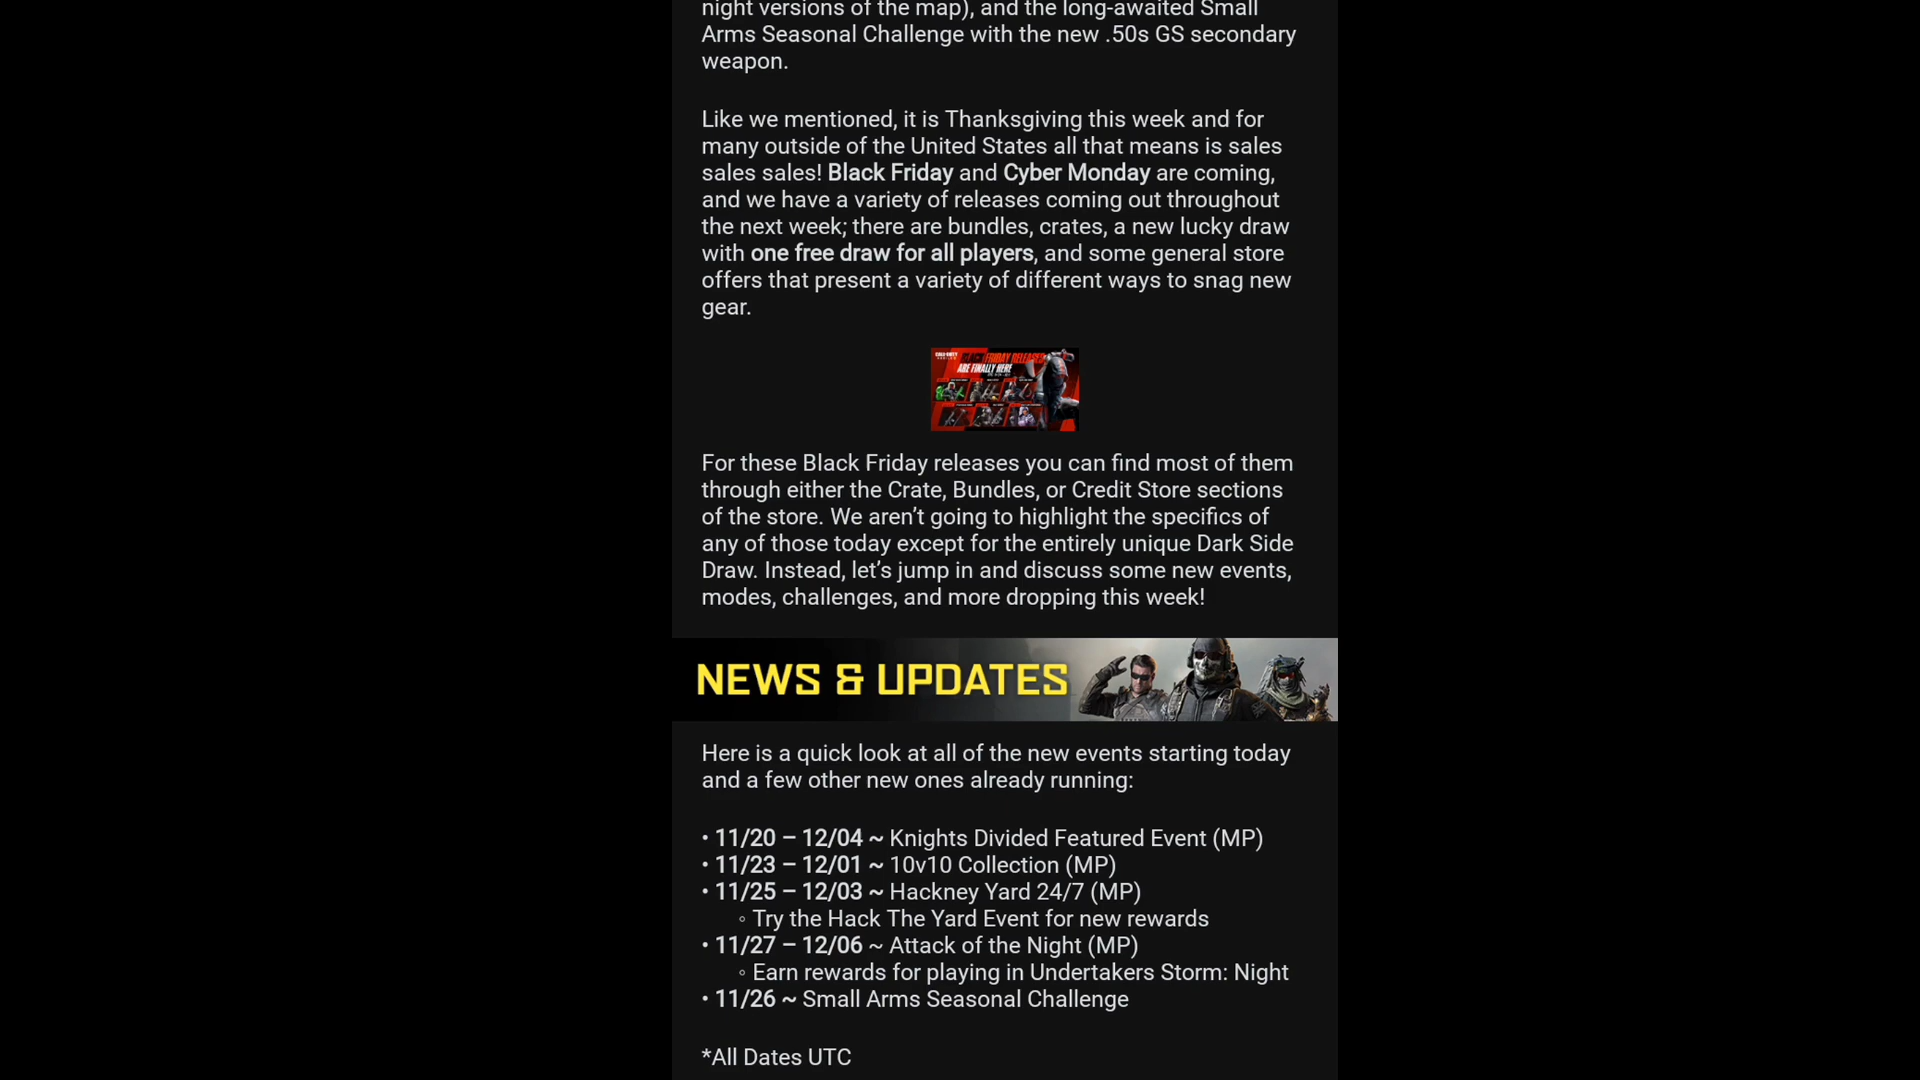 night versions of the map), and the long-awaited Small
Arms Seasonal Challenge with the new .50s GS secondary
weapon.
Like we mentioned, it is Thanksgiving this week and for
many outside of the United States all that means is sales
sales sales! Black Friday and Cyber Monday are coming,
and we have a variety of releases coming out throughout
the next week; there are bundles, crates, a new lucky draw
with one free draw for all players, and some general store
offers that present a variety of different ways to snag new
gear.
CALL OF DUTY
BLACK FRIDAY RELEASES
ARE FINALLY HERE
For these Black Friday releases you can find most of them
through either the Crate, Bundles, or Credit Store sections
of the store. We aren’t going to highlight the specifics of
any of those today except for the entirely unique Dark Side
Draw. Instead, let’s jump in and discuss some new events,
modes, challenges, and more dropping this week!
NEWS & UPDATES
Here is a quick look at all of the new events starting today
and a few other new ones already running:
• 11/20 – 12/04 ~ Knights Divided Featured Event (MP)
• 11/23 – 12/01 ~ 10v10 Collection (MP)
• 11/25 – 12/03 ~ Hackney Yard 24/7 (MP)
◦ Try the Hack The Yard Event for new rewards
• 11/27 – 12/06 ~ Attack of the Night (MP)
◦ Earn rewards for playing in Undertakers Storm: Night
• 11/26 ~ Small Arms Seasonal Challenge
*All Dates UTC